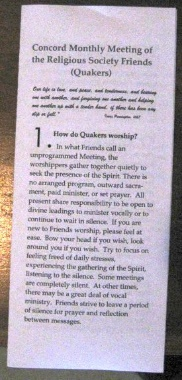 Concord Monthly Meeting of
the Religious Society Friends
(Quakers)
Our life is love, and peace, and tenderness, and bearing
one with another, and forgiving one another and helping
one another up with a tender hand, if there has been any
slip or fall."
Isaac Pennington, 1667
1. How do Quakers worship?
In what Friends call an
unprogrammed Meeting, the
worshippers gather together quietly to
seek the presence of the Spirit. There is
no arranged program, outward sacre-
ment, paid minister, or set prayer. All
present share responsibility to be open to
divine leadings to minister vocally or to
continue to wait in silence. If you are
new to Friends worship, please feel at
ease. Bow your head if you wish, look
around you if you wish. Try to focus on
feeling freed of daily stresses,
experiencing the gathering of the Spirit,
listening to the silence. Some meetings
are completely silent. At other times,
there may be a great deal of vocal
ministry. Friends strive to leave a period
of silence for prayer and reflection
between messages.